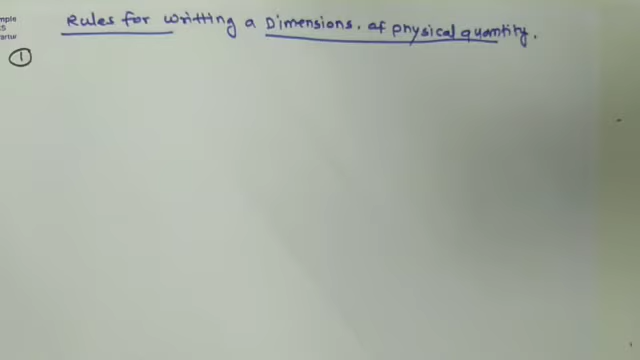 Rules for writting a Dimensions. of physical quantity.
1